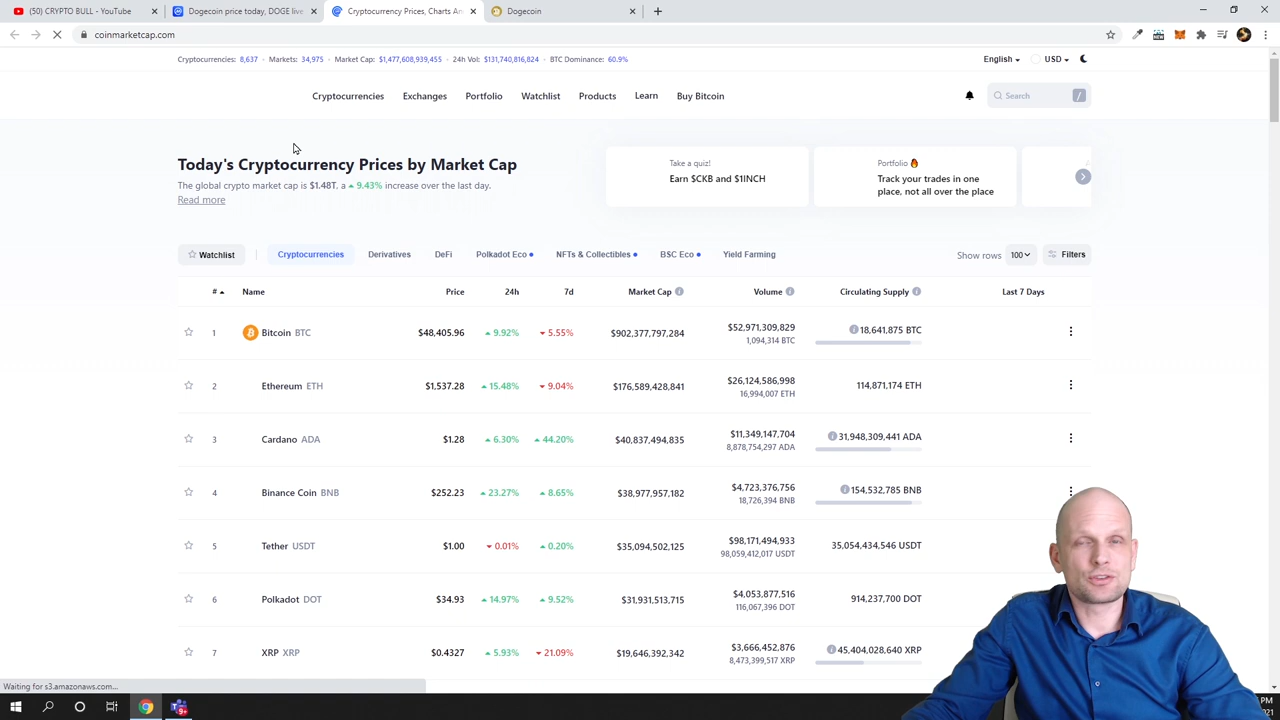 (50) CRYPTO BULL - YouTube
Dogecoin price today, DOGE live
Cryptocurrency Prices, Charts An
Dogecoin
coinmarketcap.com
Cryptocurrencies: 8,637 Markets: 34,975 Market Cap: $1,477,608,939,455 24h Vol: $131,740,816,824 BTC Dominance: 60.9%
English USD
Cryptocurrencies Exchanges Portfolio Watchlist Products Learn Buy Bitcoin
Search /
Today's Cryptocurrency Prices by Market Cap
The global crypto market cap is $1.48T, a 9.43% increase over the last day.
Read more
Take a quiz!
Earn $CKB and $1INCH
Portfolio
Track your trades in one
place, not all over the place
Watchlist Cryptocurrencies Derivatives DeFi Polkadot Eco NFTs & Collectibles BSC Eco Yield Farming Show rows 100 Filters
# Name Price 24h 7d Market Cap Volume Circulating Supply Last 7 Days
1 Bitcoin BTC $48,405.96 9.92% 5.55% $902,377,797,284 $52,971,309,829 18,641,875 BTC
1,094,314 BTC
2 Ethereum ETH $1,537.28 15.48% 9.04% $176,589,428,841 $26,124,586,998 114,871,174 ETH
16,994,007 ETH
3 Cardano ADA $1.28 6.30% 44.20% $40,837,494,835 $11,349,147,704 31,948,309,441 ADA
8,878,754,297 ADA
4 Binance Coin BNB $252.23 23.27% 8.65% $38,977,957,182 $4,723,376,756 154,532,785 BNB
18,726,394 BNB
5 Tether USDT $1.00 0.01% 0.20% $35,094,502,125 $98,171,494,933 35,054,434,546 USDT
98,059,412,017 USDT
6 Polkadot DOT $34.93 14.97% 9.52% $31,931,513,715 $4,053,877,516 914,237,700 DOT
116,067,396 DOT
7 XRP XRP $0.4327 5.93% 21.09% $19,646,392,342 $3,666,452,876 45,404,028,640 XRP
8,473,399,517 XRP
Waiting for s3.amazonaws.com...